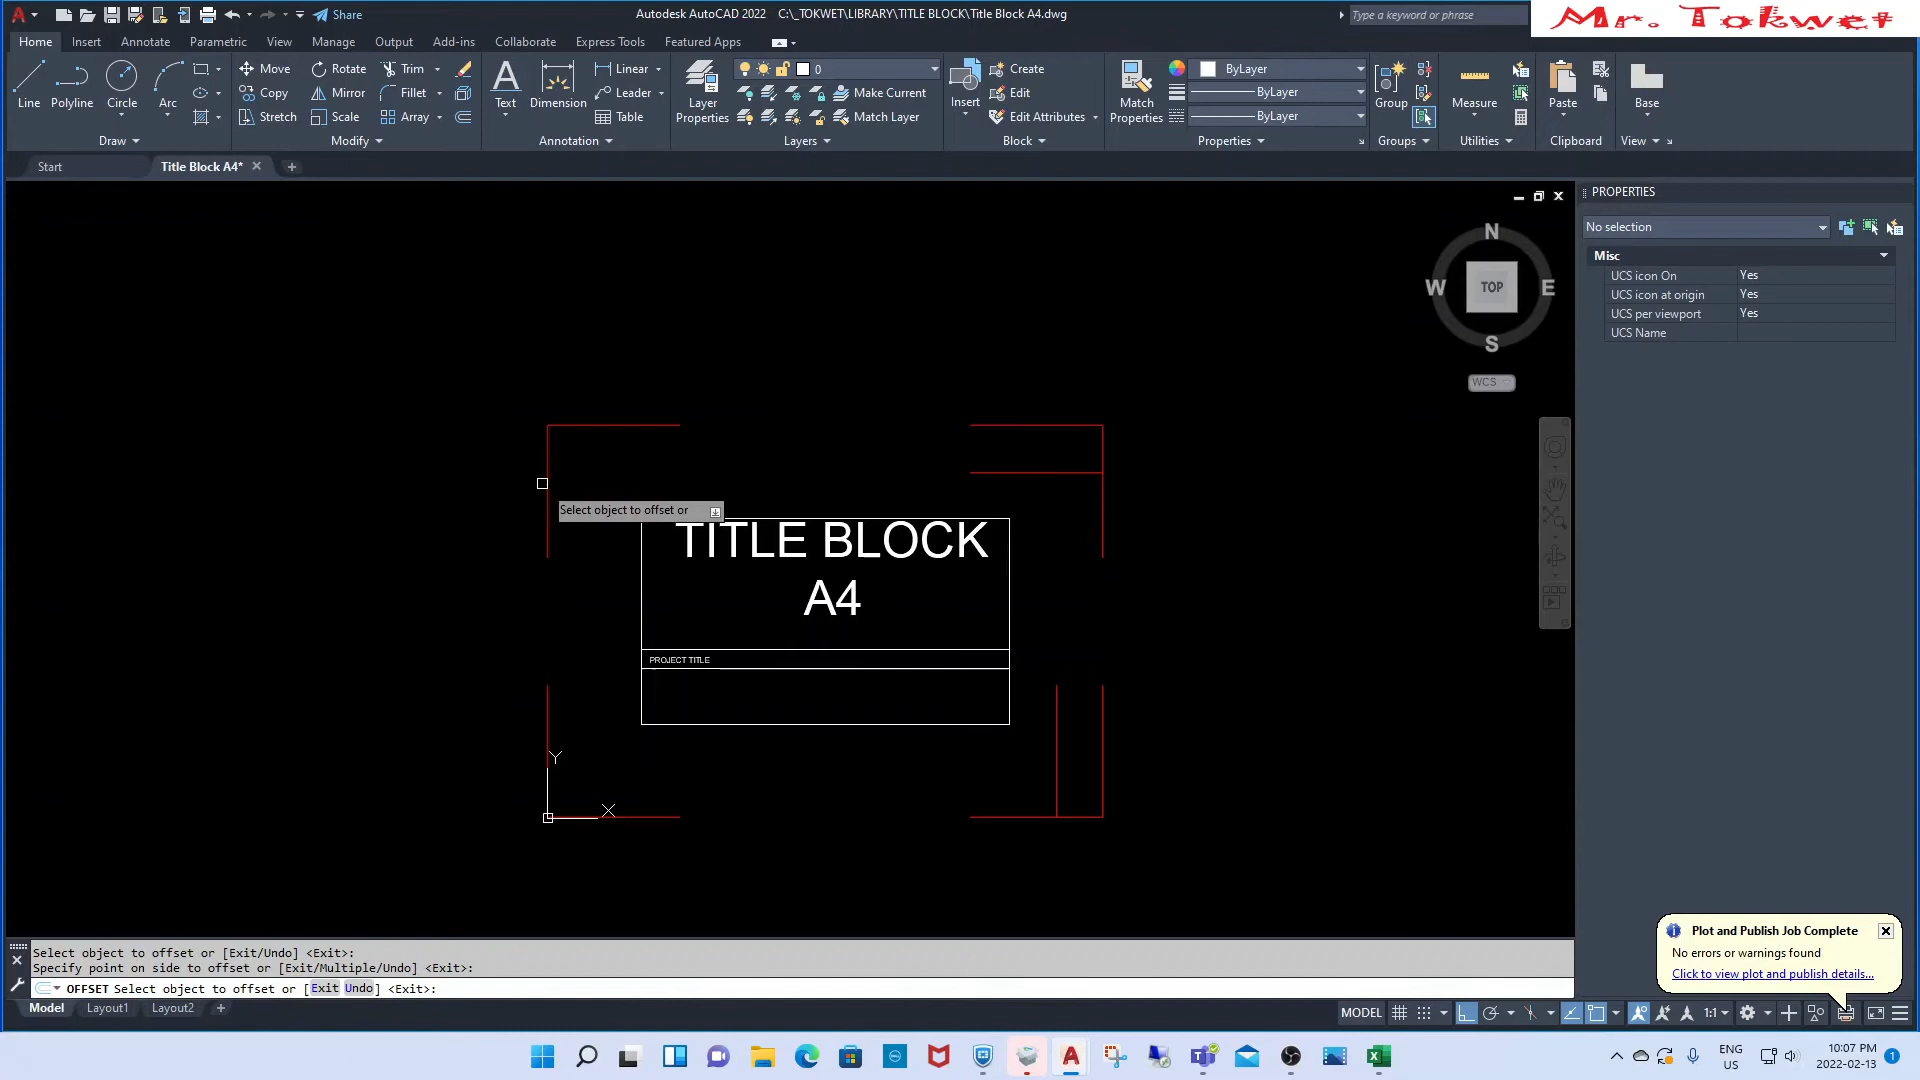 Share
Autodesk AutoCAD 2022 C:\_TOKWET\LIBRARY\TITLE BLOCK\Title Block A4.dwg
Type a keyword or phrase
Mr. Tokwet
Home Insert Annotate Parametric View Manage Output Add-ins Collaborate Express Tools Featured Apps
Line Polyline Circle Arc
Move Rotate Trim
Copy Mirror Fillet
Stretch Scale Array
Text Dimension
Linear
Leader
Table
Layer Properties
0
Make Current
Match Layer
Insert
Create
Edit
Edit Attributes
Match Properties
ByLayer
ByLayer
ByLayer
Group
Measure
Paste
Base
Draw Modify Annotation Layers Block Properties Groups Utilities Clipboard View
Start Title Block A4*
PROPERTIES
No selection
Misc
UCS icon On Yes
UCS icon at origin Yes
UCS per viewport Yes
UCS Name
N
W TOP E
S
WCS
Select object to offset or
TITLE BLOCK
A4
PROJECT TITLE
Y
X
Select object to offset or [Exit/Undo] <Exit>:
Specify point on side to offset or [Exit/Multiple/Undo] <Exit>:
OFFSET Select object to offset or [Exit Undo] <Exit>:
Plot and Publish Job Complete
No errors or warnings found
Click to view plot and publish details...
Model Layout1 Layout2
MODEL 1:1
ENG
US
10:07 PM
2022-02-13
1